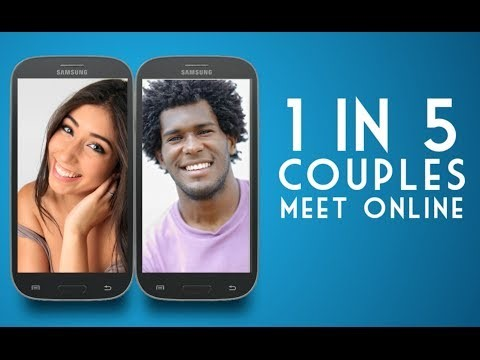 SAMSUNG
SAMSUNG
1 IN 5
COUPLES
MEET ONLINE